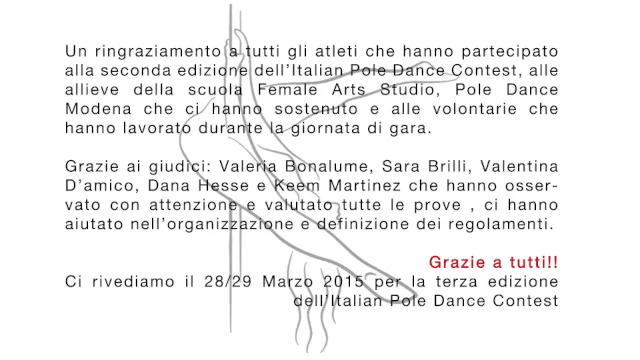 Un ringraziamento a tutti gli atleti che hanno partecipato
alla seconda edizione dell'Italian Pole Dance Contest, alle
allieve della scuola Female Arts Studio, Pole Dance
Modena che ci hanno sostenuto e alle volontarie che
hanno lavorato durante la giornata di gara.
Grazie ai giudici: Valeria Bonalume, Sara Brilli, Valentina
D'amico, Dana Hesse e Keem Martinez che hanno osser-
vato con attenzione e valutato tutte le prove , ci hanno
aiutato nell'organizzazione e definizione dei regolamenti.
Grazie a tutti!!
Ci rivediamo il 28/29 Marzo 2015 per la terza edizione
dell'Italian Pole Dance Contest